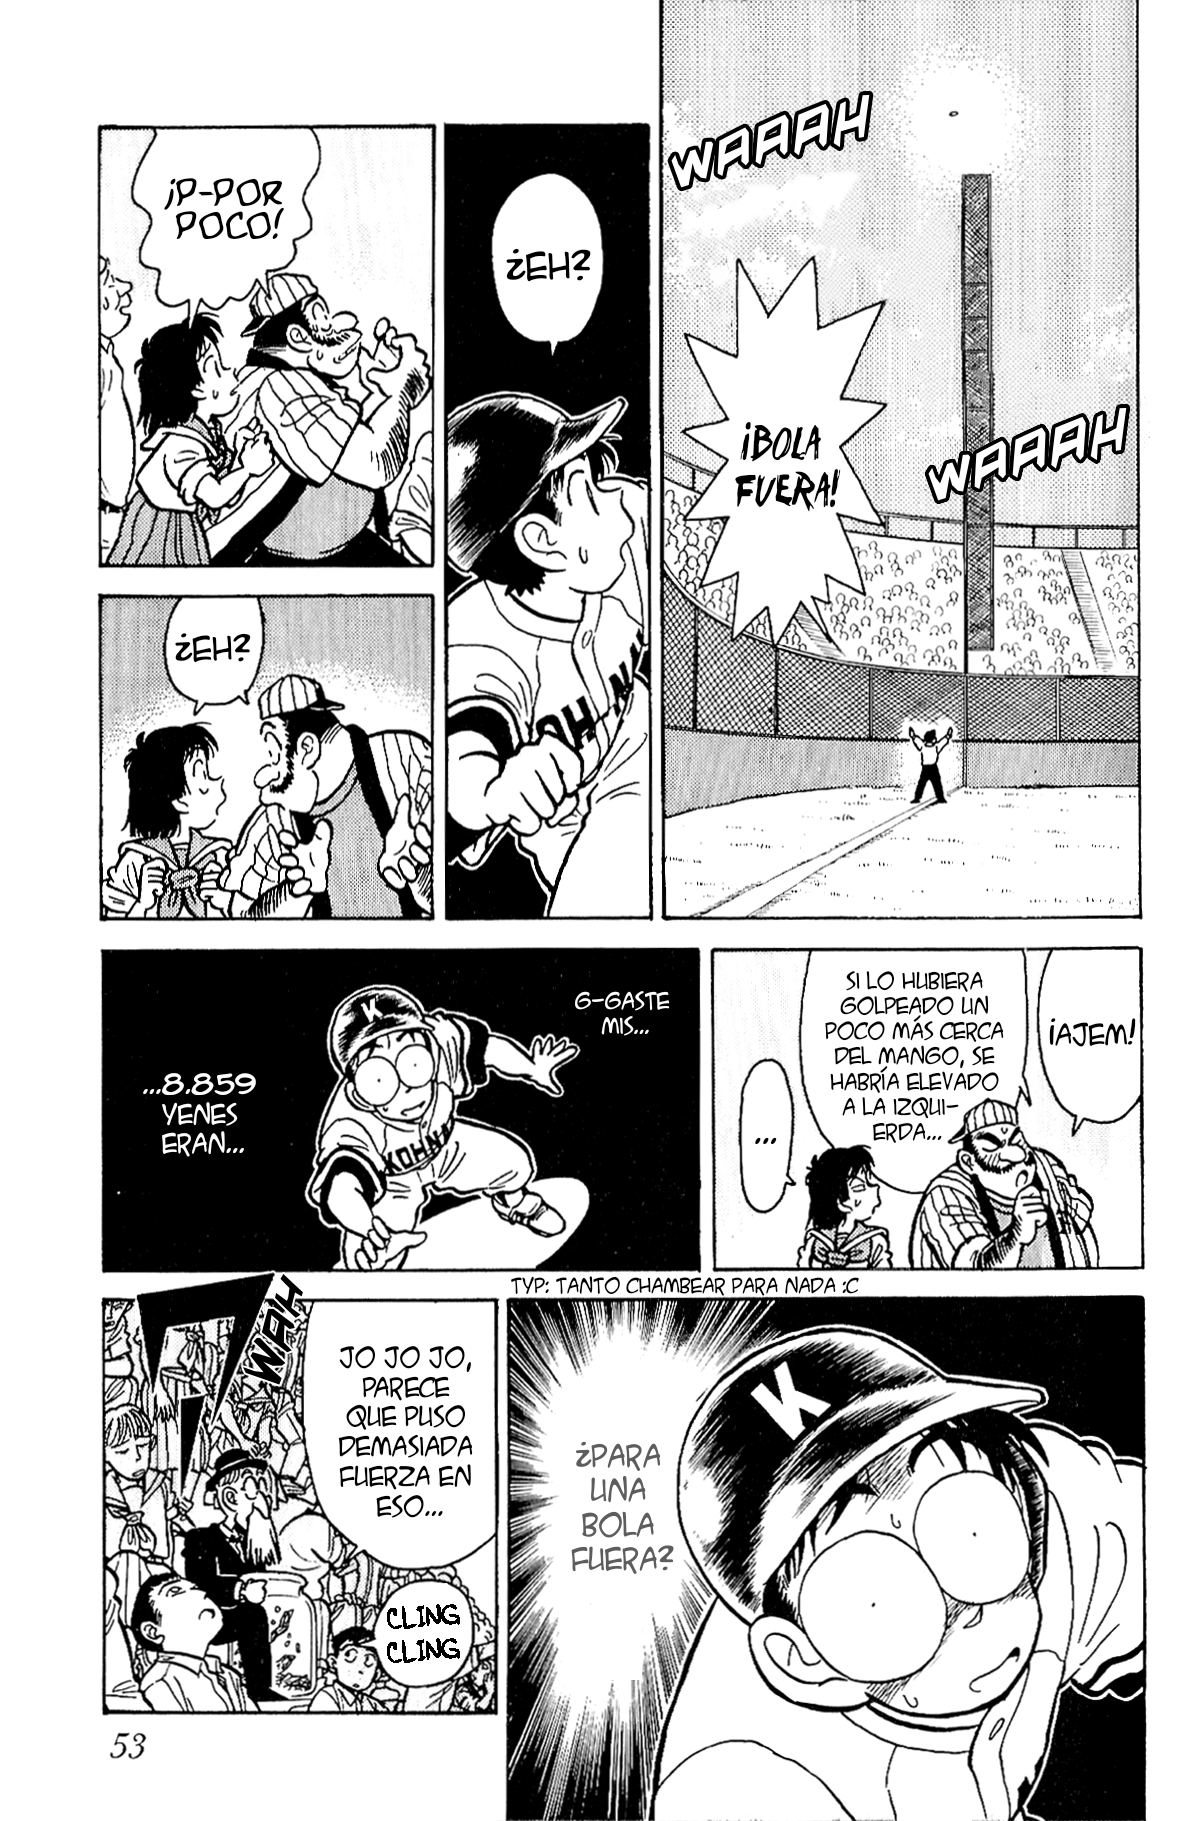 WAAAH
¡BOLA
FUERA!
WAAAH
¿EH?
KOHNAN
¡P-POR
POCO!
¿EH?
¡AJEM!
SI LO HUBIERA
GOLPEADO UN
POCO MÁS CERCA
DEL MANGO, SE
HABRÍA ELEVADO
A LA IZQUI-
ERDA...
...
G-GASTE
MIS...
...8.859
YENES
ERAN...
K
KOHNA
TYP: TANTO CHAMBEAR PARA NADA :C
¿PARA
UNA
BOLA
FUERA?
K
WAH
JO JO JO,
PARECE
QUE PUSO
DEMASIADA
FUERZA EN
ESO...
CLING
CLING
53